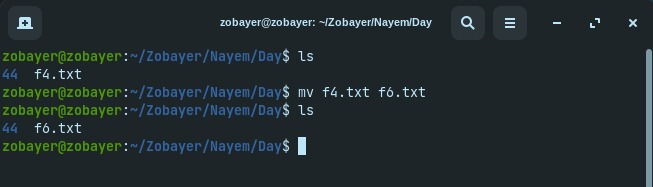 zobayer@zobayer: ~/Zobayer/Nayem/Day
zobayer@zobayer:~/Zobayer/Nayem/Day$ ls
44  f4.txt
zobayer@zobayer:~/Zobayer/Nayem/Day$ mv f4.txt f6.txt
zobayer@zobayer:~/Zobayer/Nayem/Day$ ls
44  f6.txt
zobayer@zobayer:~/Zobayer/Nayem/Day$